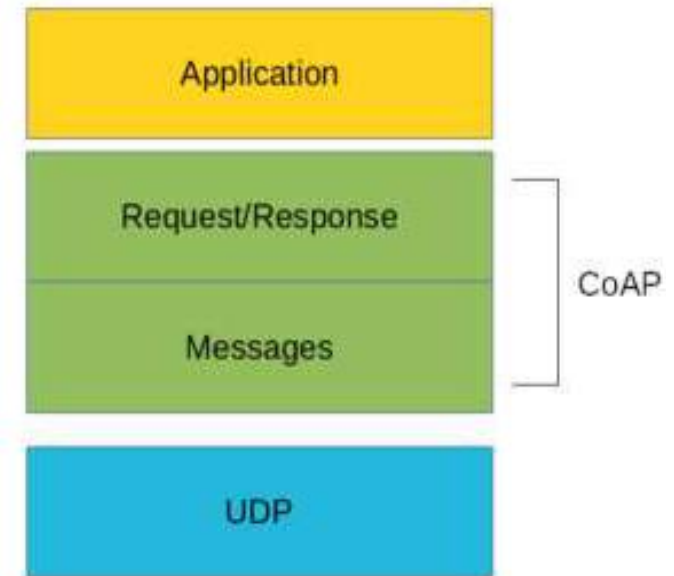 Application
Request/Response
CoAP
Messages
UDP